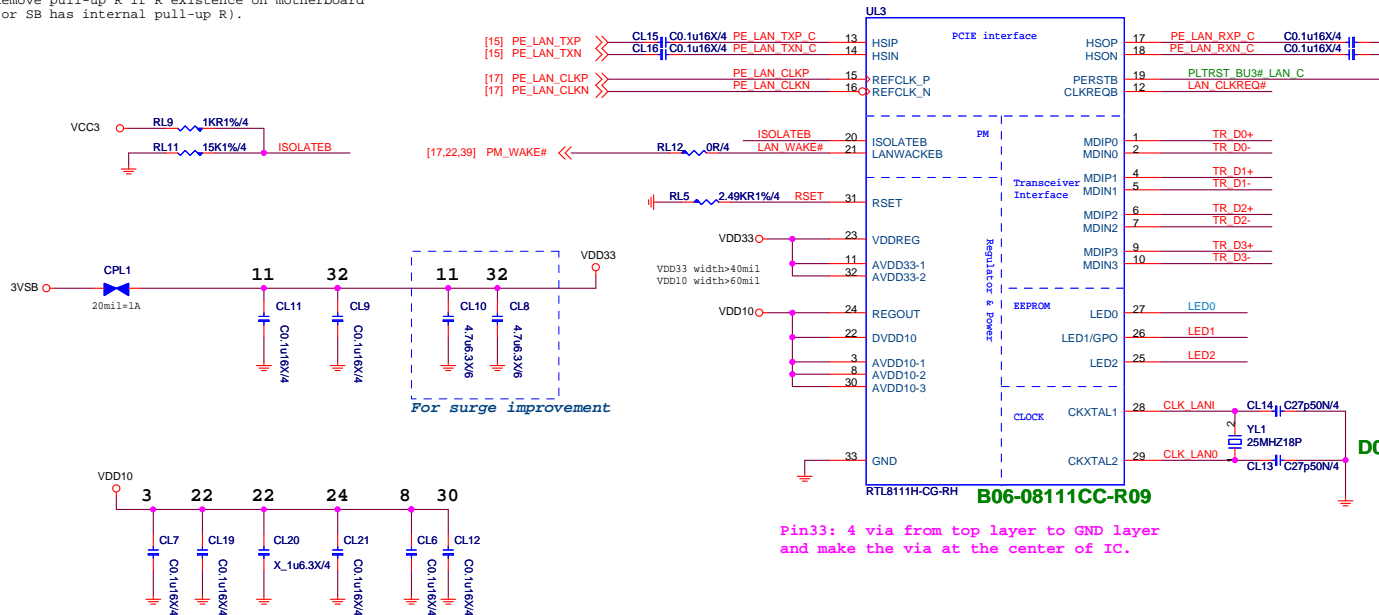 remove pull-up R if R existence on motherboard
or SB has internal pull-up R).
UL3
PCIE interface
[15] PE_LAN_TXP
CL15 C0.1u16X/4 PE_LAN_TXP_C 13 HSIP
[15] PE_LAN_TXN
CL16 C0.1u16X/4 PE_LAN_TXN_C 14 HSIN
HSOP 17 PE_LAN_RXP_C C0.1u16X/4
HSON 18 PE_LAN_RXN_C C0.1u16X/4
[17] PE_LAN_CLKP
PE_LAN_CLKP 15 REFCLK_P
[17] PE_LAN_CLKN
PE_LAN_CLKN 16 REFCLK_N
PERSTB 19 PLTRST_BU3#_LAN_C
CLKREQB 12 LAN_CLKREQ#
VCC3
RL9 1KR1%/4
RL11 15K1%/4 ISOLATEB
[17,22,39] PM_WAKE#
RL12 0R/4
ISOLATEB 20 ISOLATEB
LAN_WAKE# 21 LANWACKEB
PM
Transceiver
Interface
MDIP0 1 TR_D0+
MDIN0 2 TR_D0-
MDIP1 4 TR_D1+
MDIN1 5 TR_D1-
MDIP2 6 TR_D2+
MDIN2 7 TR_D2-
MDIP3 9 TR_D3+
MDIN3 10 TR_D3-
RL5 2.49KR1%/4 RSET 31 RSET
VDD33 23 VDDREG
11 AVDD33-1
32 AVDD33-2
VDD33 width>40mil
VDD10 width>60mil
VDD10 24 REGOUT
22 DVDD10
3 AVDD10-1
8 AVDD10-2
30 AVDD10-3
Regulator & Power
EEPROM
LED0 27 LED0
LED1/GPO 26 LED1
LED2 25 LED2
CLOCK
CKXTAL1 28 CLK_LANI CL14 C27p50N/4
2
YL1
25MHZ18P
1
CKXTAL2 29 CLK_LAN0 CL13 C27p50N/4
33 GND
RTL8111H-CG-RH
B06-08111CC-R09
Pin33: 4 via from top layer to GND layer
and make the via at the center of IC.
3VSB
CPL1
20mil=1A
11 32 11 32
VDD33
CL11 C0.1u16X/4
CL9 C0.1u16X/4
CL10 4.7u6.3X/6
CL8 4.7u6.3X/6
For surge improvement
VDD10
3 22 22 24 8 30
CL7 C0.1u16X/4
CL19 C0.1u16X/4
CL20 X_1u6.3X/4
CL21 C0.1u16X/4
CL6 C0.1u16X/4
CL12 C0.1u16X/4